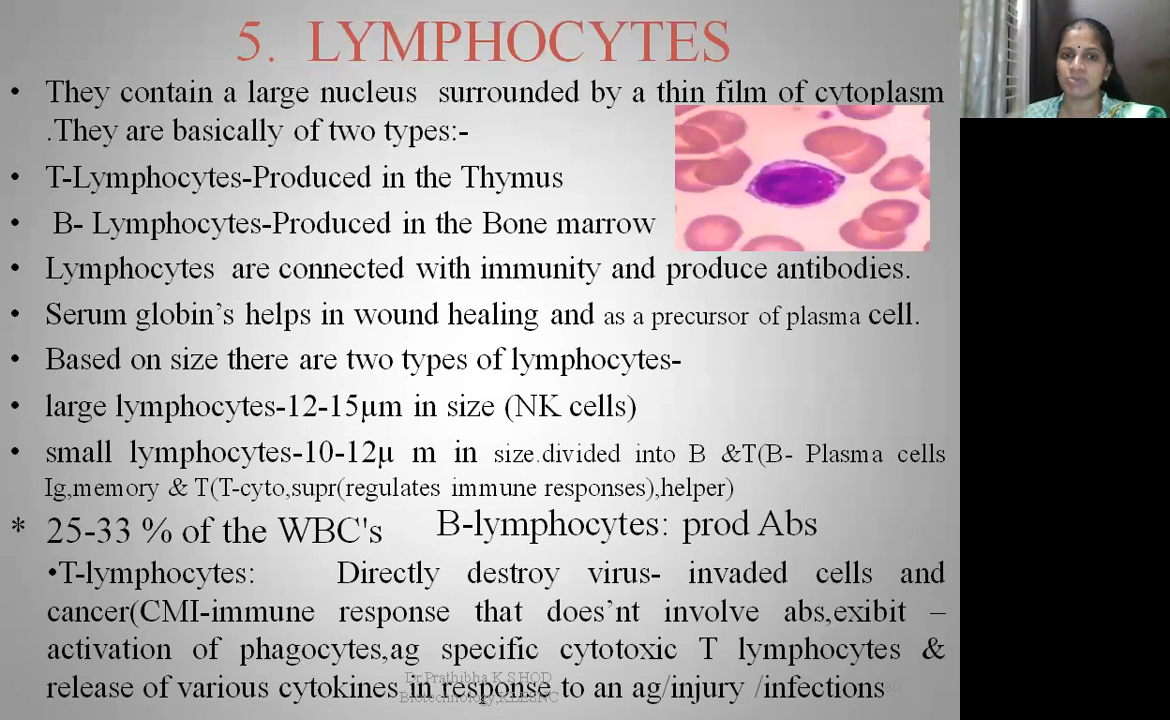 5. LYMPHOCYTES
• They contain a large nucleus surrounded by a thin film of cytoplasm
.They are basically of two types:-
• T-Lymphocytes-Produced in the Thymus
• B- Lymphocytes-Produced in the Bone marrow
• Lymphocytes are connected with immunity and produce antibodies.
• Serum globin’s helps in wound healing and as a precursor of plasma cell.
• Based on size there are two types of lymphocytes-
• large lymphocytes-12-15µm in size (NK cells)
• small lymphocytes-10-12µ m in size.divided into B &T(B- Plasma cells
Ig,memory & T(T-cyto,supr(regulates immune responses),helper)
* 25-33 % of the WBC's
B-lymphocytes: prod Abs
•T-lymphocytes: Directly destroy virus- invaded cells and
cancer(CMI-immune response that does’nt involve abs,exibit –
activation of phagocytes,ag specific cytotoxic T lymphocytes &
release of various cytokines in response to an ag/injury /infections
Dr.Prathibha K S HOD
Biotechnology,KLESNC